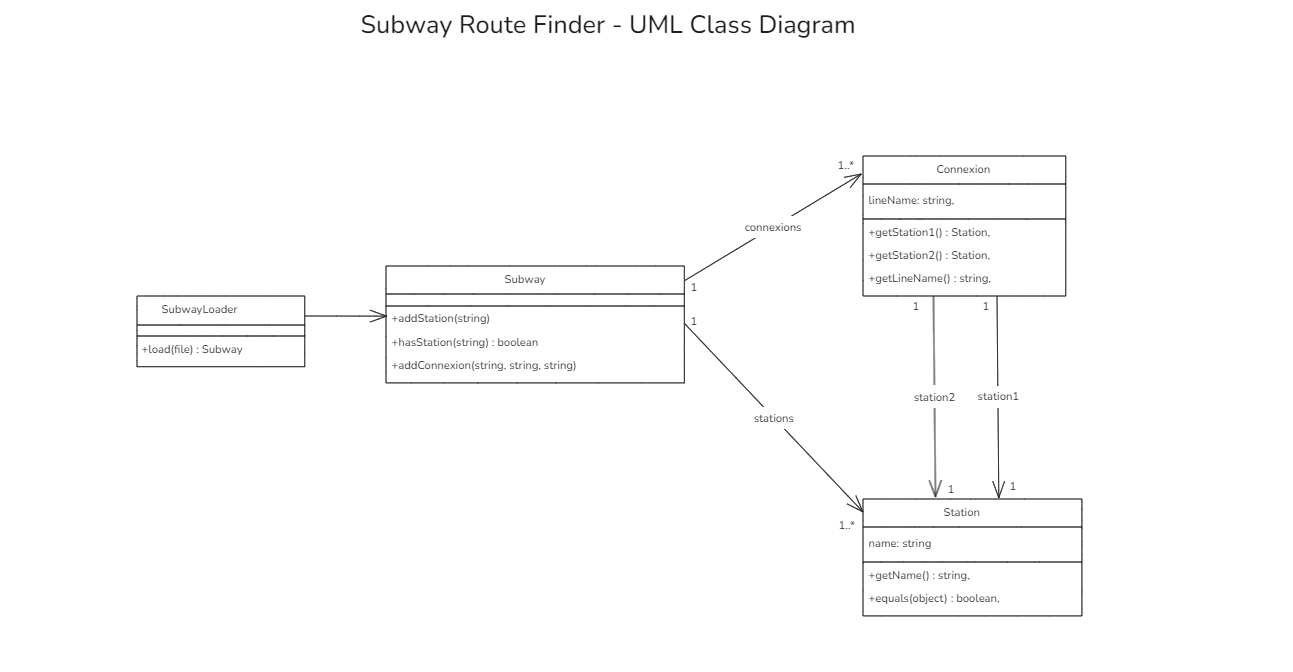 Subway Route Finder - UML Class Diagram
SubwayLoader
+load(file) : Subway
Subway
+addStation(string)
+hasStation(string) : boolean
+addConnexion(string, string, string)
1
connexions
1..*
1
stations
1..*
Connexion
lineName: string,
+getStation1() : Station,
+getStation2() : Station,
+getLineName() : string,
1
1
station2
station1
1
1
Station
name: string
+getName() : string,
+equals(object) : boolean,